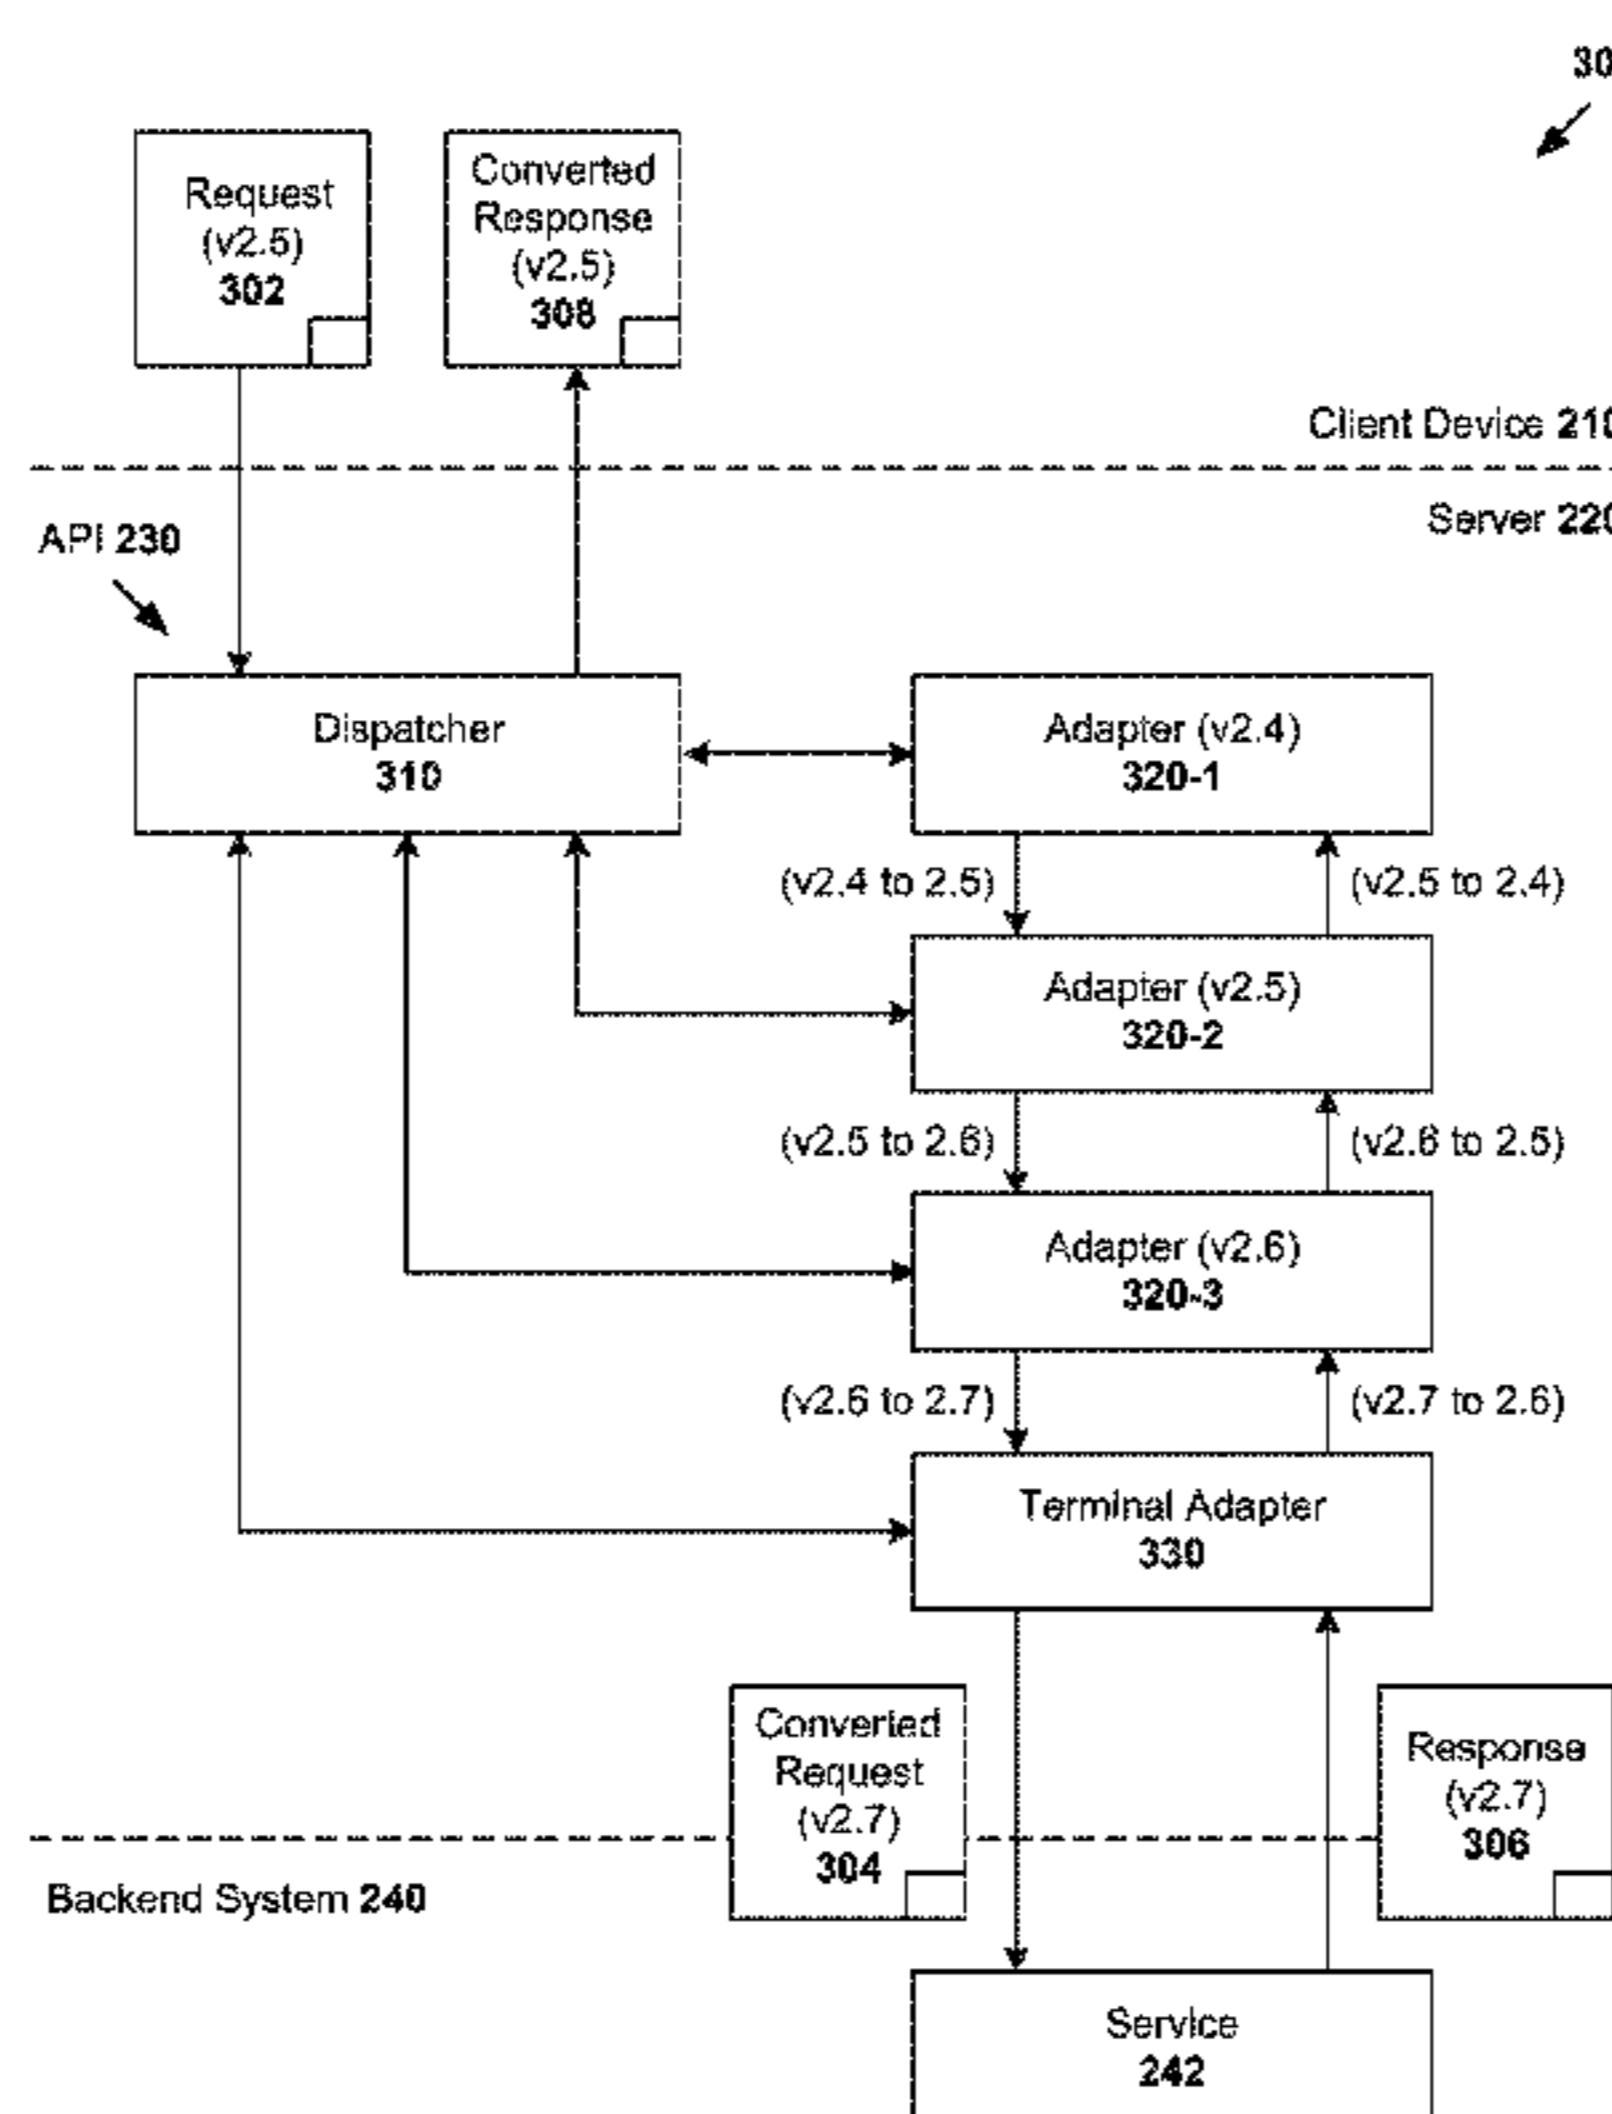 30
Request
(v2.5)
302
Converted
Response
(v2.5)
308
Client Device 210
Server 220
API 230
Dispatcher
310
Adapter (v2.4)
320-1
(v2.4 to 2.5)
(v2.5 to 2.4)
Adapter (v2.5)
320-2
(v2.5 to 2.6)
(v2.6 to 2.5)
Adapter (v2.6)
320-3
(v2.6 to 2.7)
(v2.7 to 2.6)
Terminal Adapter
330
Converted
Request
(v2.7)
304
Response
(v2.7)
306
Backend System 240
Service
242